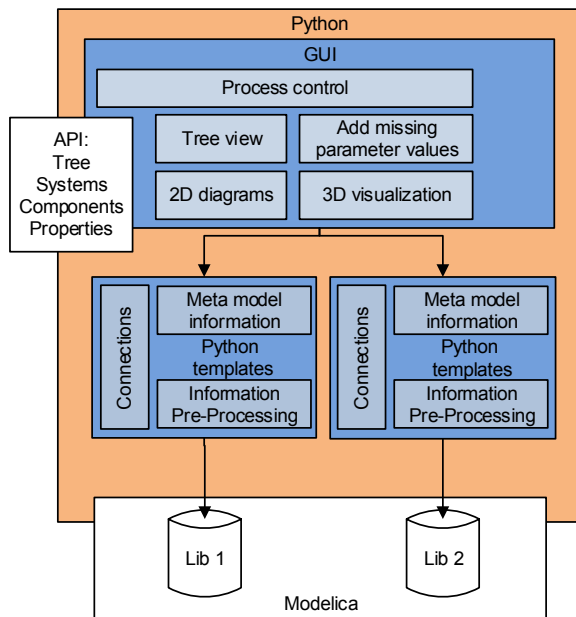 Python
GUI
Process control
API:
Tree
Systems
Components
Properties
Tree view
Add missing
parameter values
2D diagrams
3D visualization
Connections
Meta model
information
Python
templates
Information
Pre-Processing
Connections
Meta model
information
Python
templates
Information
Pre-Processing
Lib 1
Lib 2
Modelica